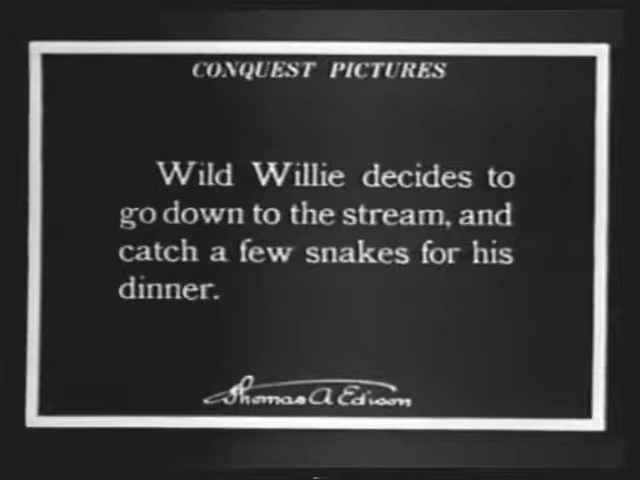 CONQUEST PICTURES
Wild Willie decides to
go down to the stream, and
catch a few snakes for his
dinner.
Thomas A Edison